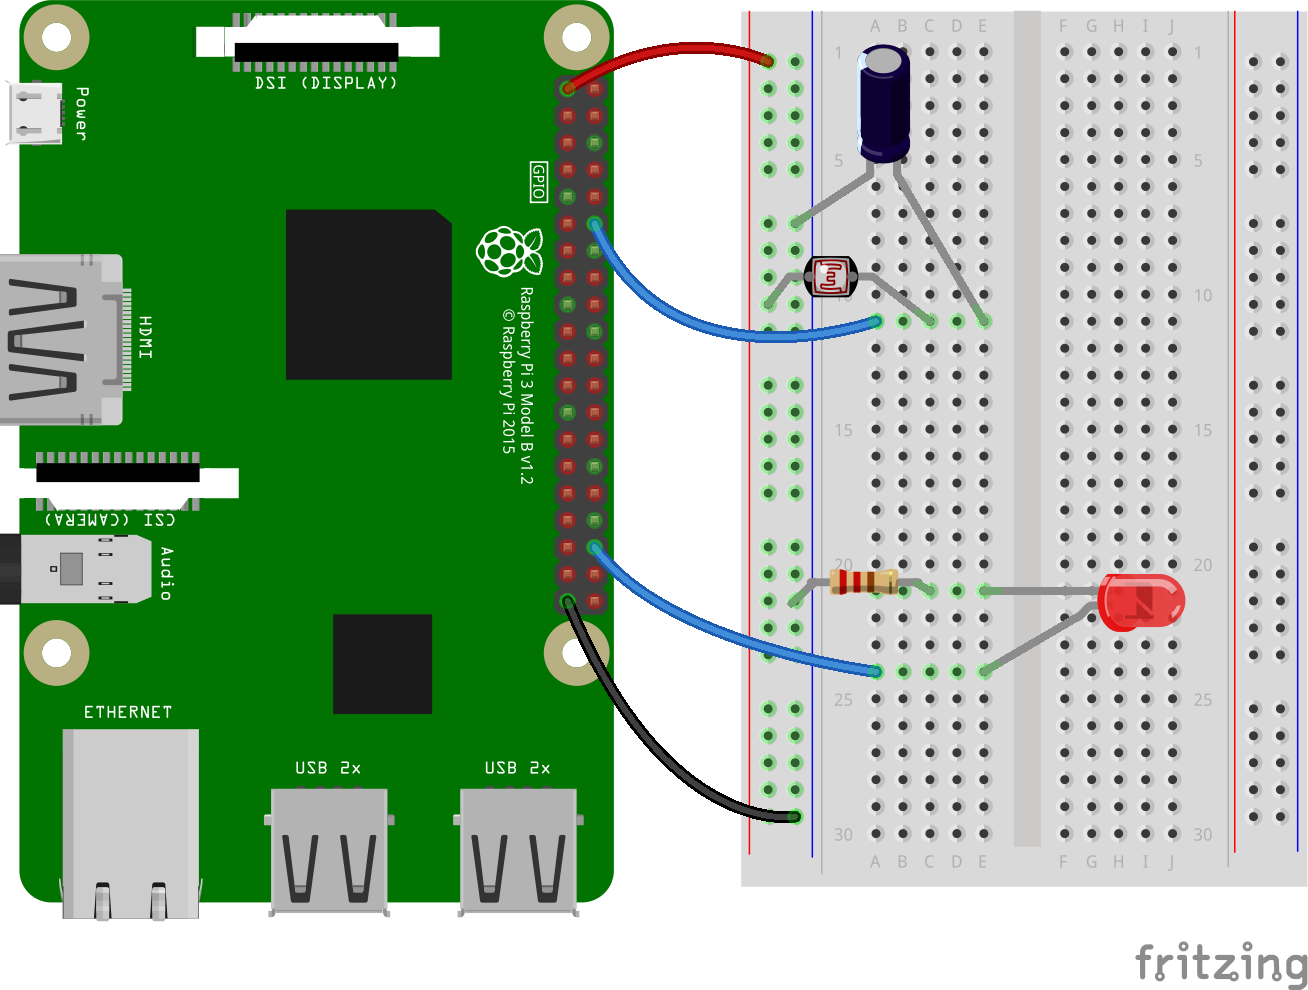 DSI (DISPLAY)
Power
GPIO
Raspberry Pi 3 Model B v1.2
© Raspberry Pi 2015
HDMI
CSI (CAMERA)
Audio
ETHERNET
USB 2x
USB 2x
A B C D E F G H I J
1 1
5 5
10 10
15 15
20 20
25 25
30 30
A B C D E F G H I J
fritzing